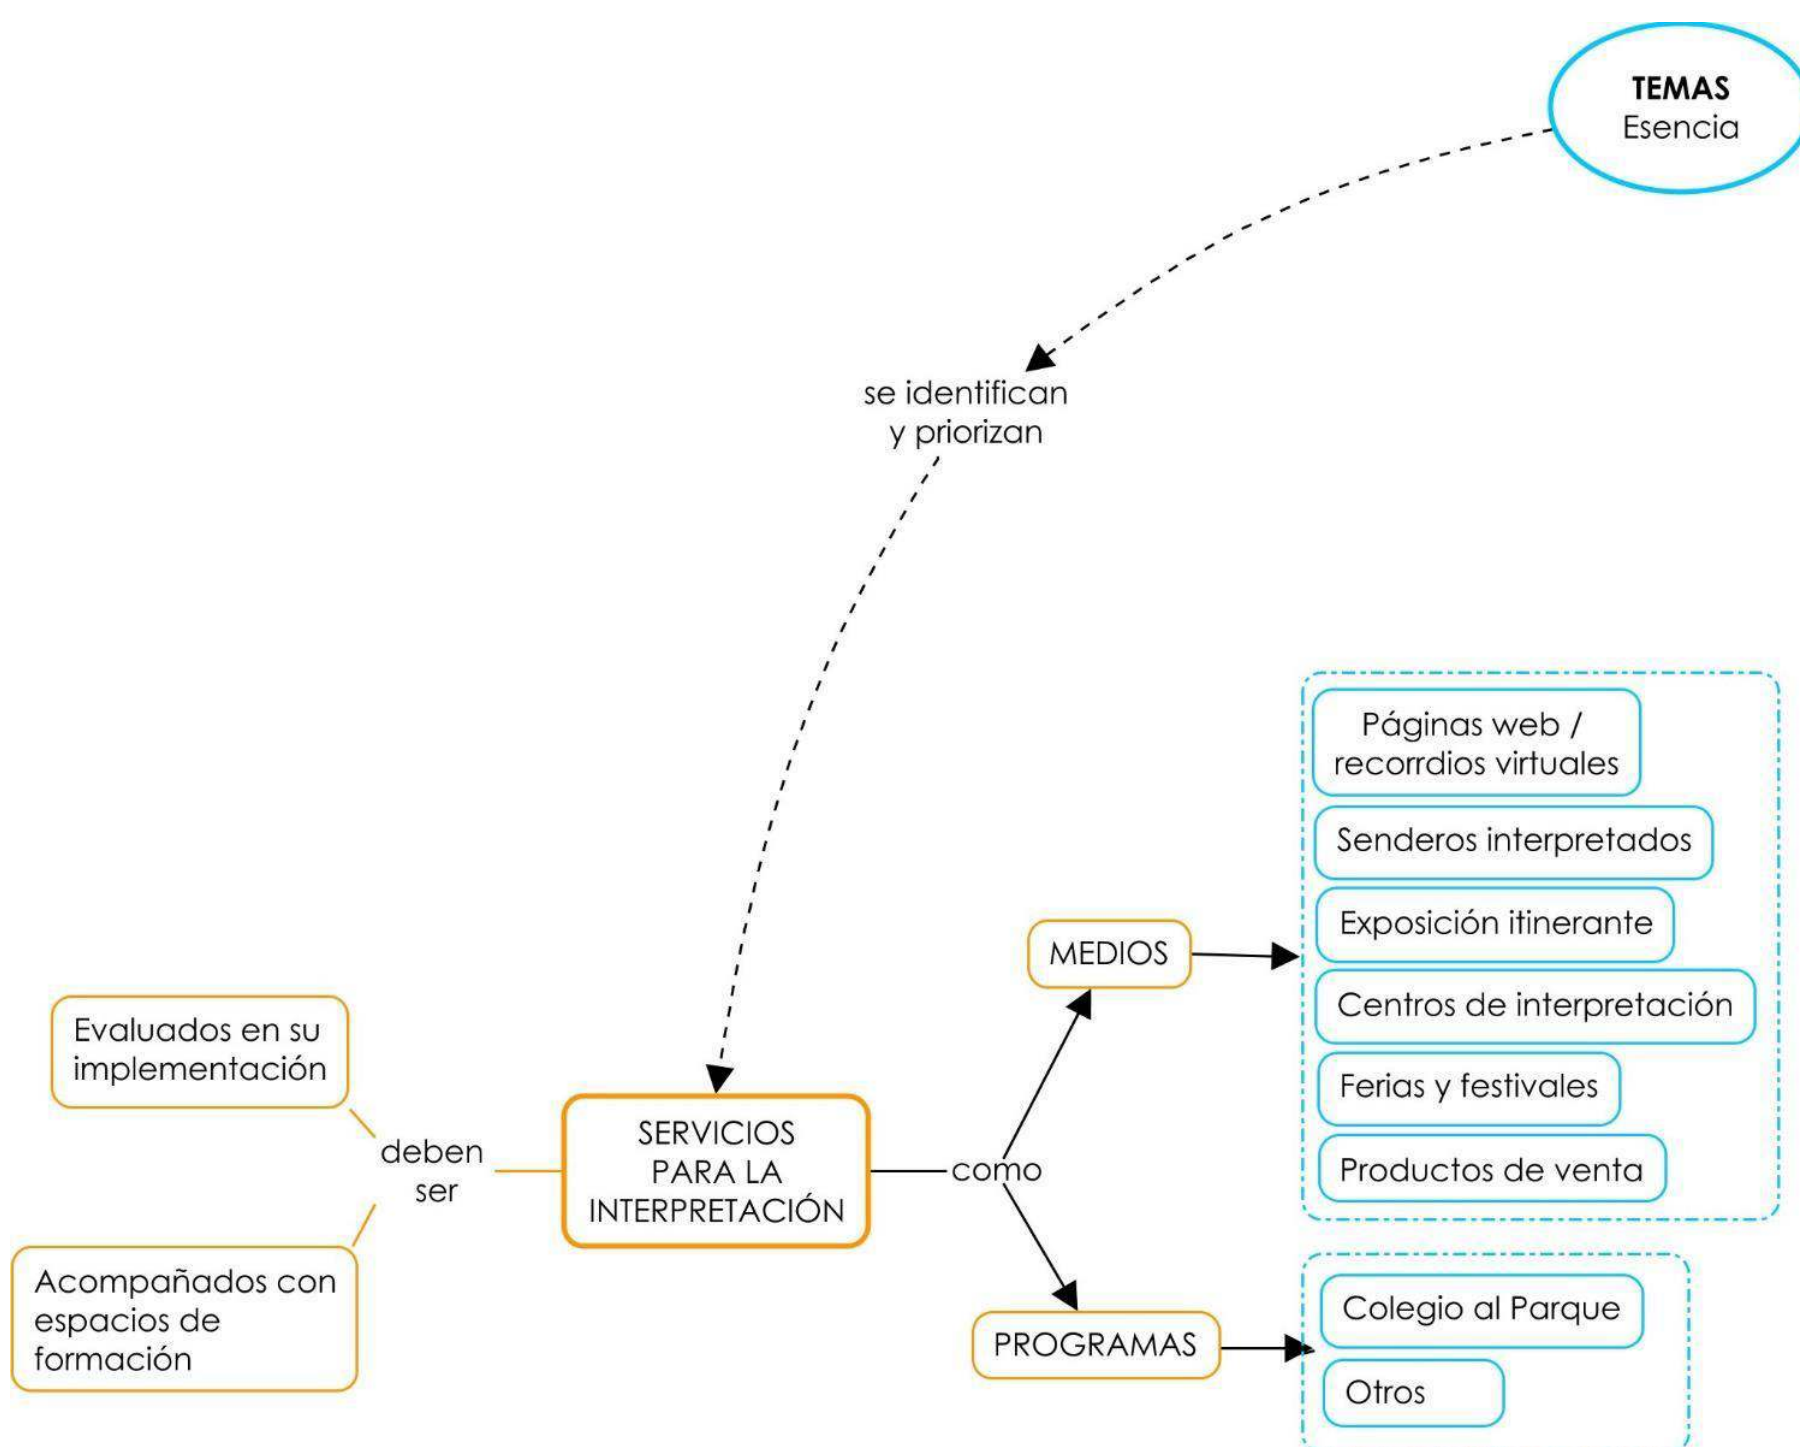 TEMAS
Esencia
se identifican
y priorizan
Páginas web /
recorrdios virtuales
Senderos interpretados
Exposición itinerante
MEDIOS
Centros de interpretación
Ferias y festivales
Productos de venta
Evaluados en su
implementación
deben
ser
SERVICIOS
PARA LA
INTERPRETACIÓN
como
Acompañados con
espacios de
formación
PROGRAMAS
Colegio al Parque
Otros